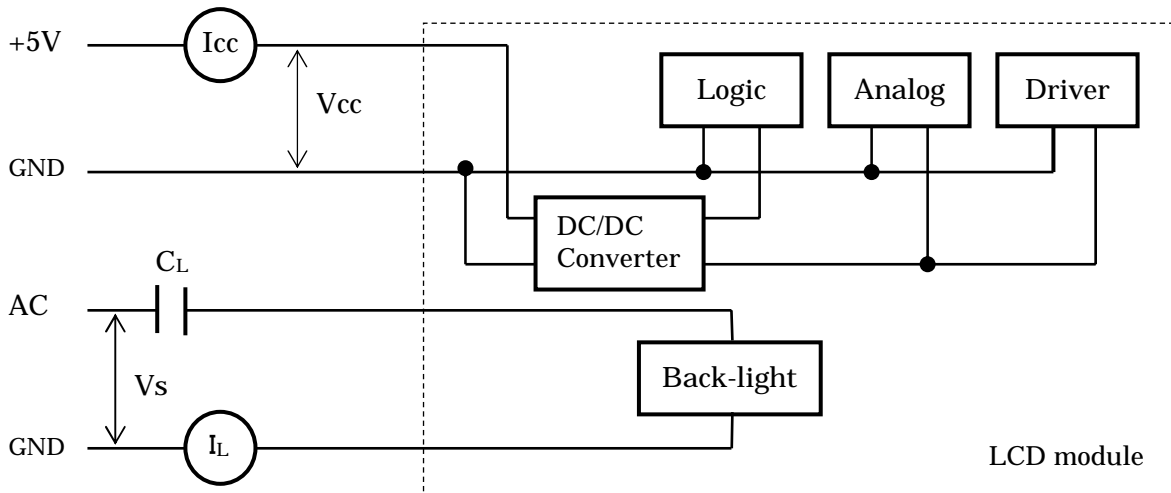 +5V
Icc
Vcc
GND
Logic
Analog
Driver
DC/DC
Converter
CL
AC
Vs
Back-light
GND
IL
LCD module